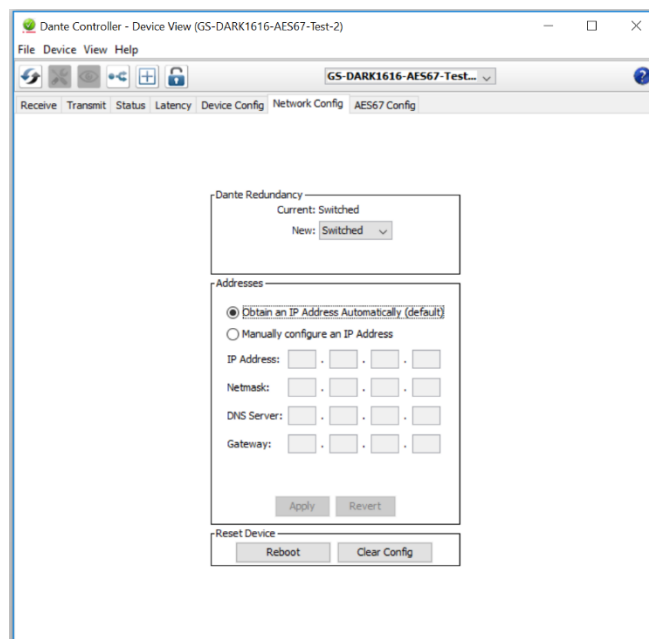 Dante Controller - Device View (GS-DARK1616-AES67-Test-2)
File Device View Help
GS-DARK1616-AES67-Test...
Receive Transmit Status Latency Device Config Network Config AES67 Config
Dante Redundancy
Current: Switched
New: Switched
Addresses
Obtain an IP Address Automatically (default)
Manually configure an IP Address
IP Address: . . .
Netmask: . . .
DNS Server: . . .
Gateway: . . .
Apply Revert
Reset Device
Reboot Clear Config